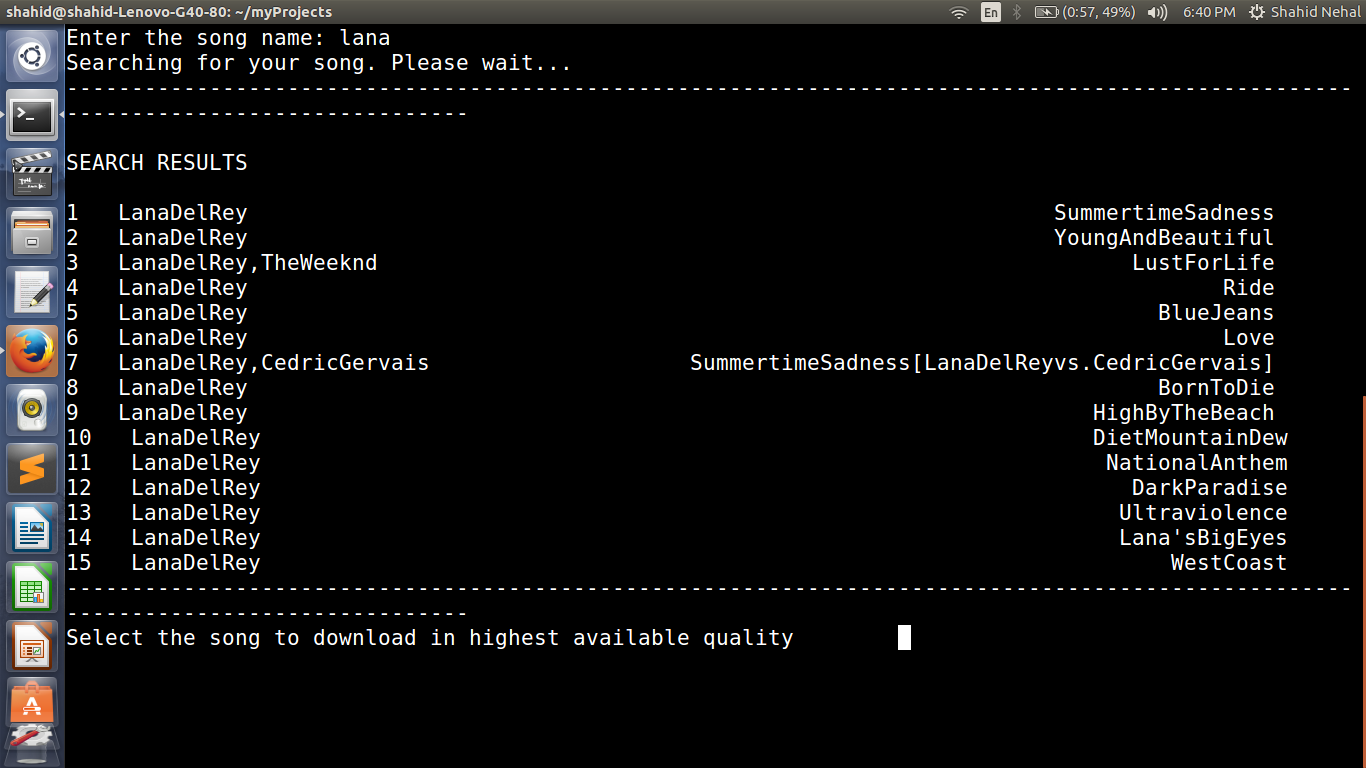 shahid@shahid-Lenovo-G40-80: ~/myProjects En (0:57, 49%) 6:40 PM Shahid Nehal
Enter the song name: lana
Searching for your song. Please wait...
---------------------------------------------------------------------------------------------------
-------------------------------
SEARCH RESULTS
1 LanaDelRey SummertimeSadness
2 LanaDelRey YoungAndBeautiful
3 LanaDelRey,TheWeeknd LustForLife
4 LanaDelRey Ride
5 LanaDelRey BlueJeans
6 LanaDelRey Love
7 LanaDelRey,CedricGervais SummertimeSadness[LanaDelReyvs.CedricGervais]
8 LanaDelRey BornToDie
9 LanaDelRey HighByTheBeach
10 LanaDelRey DietMountainDew
11 LanaDelRey NationalAnthem
12 LanaDelRey DarkParadise
13 LanaDelRey Ultraviolence
14 LanaDelRey Lana'sBigEyes
15 LanaDelRey WestCoast
---------------------------------------------------------------------------------------------------
-------------------------------
Select the song to download in highest available quality